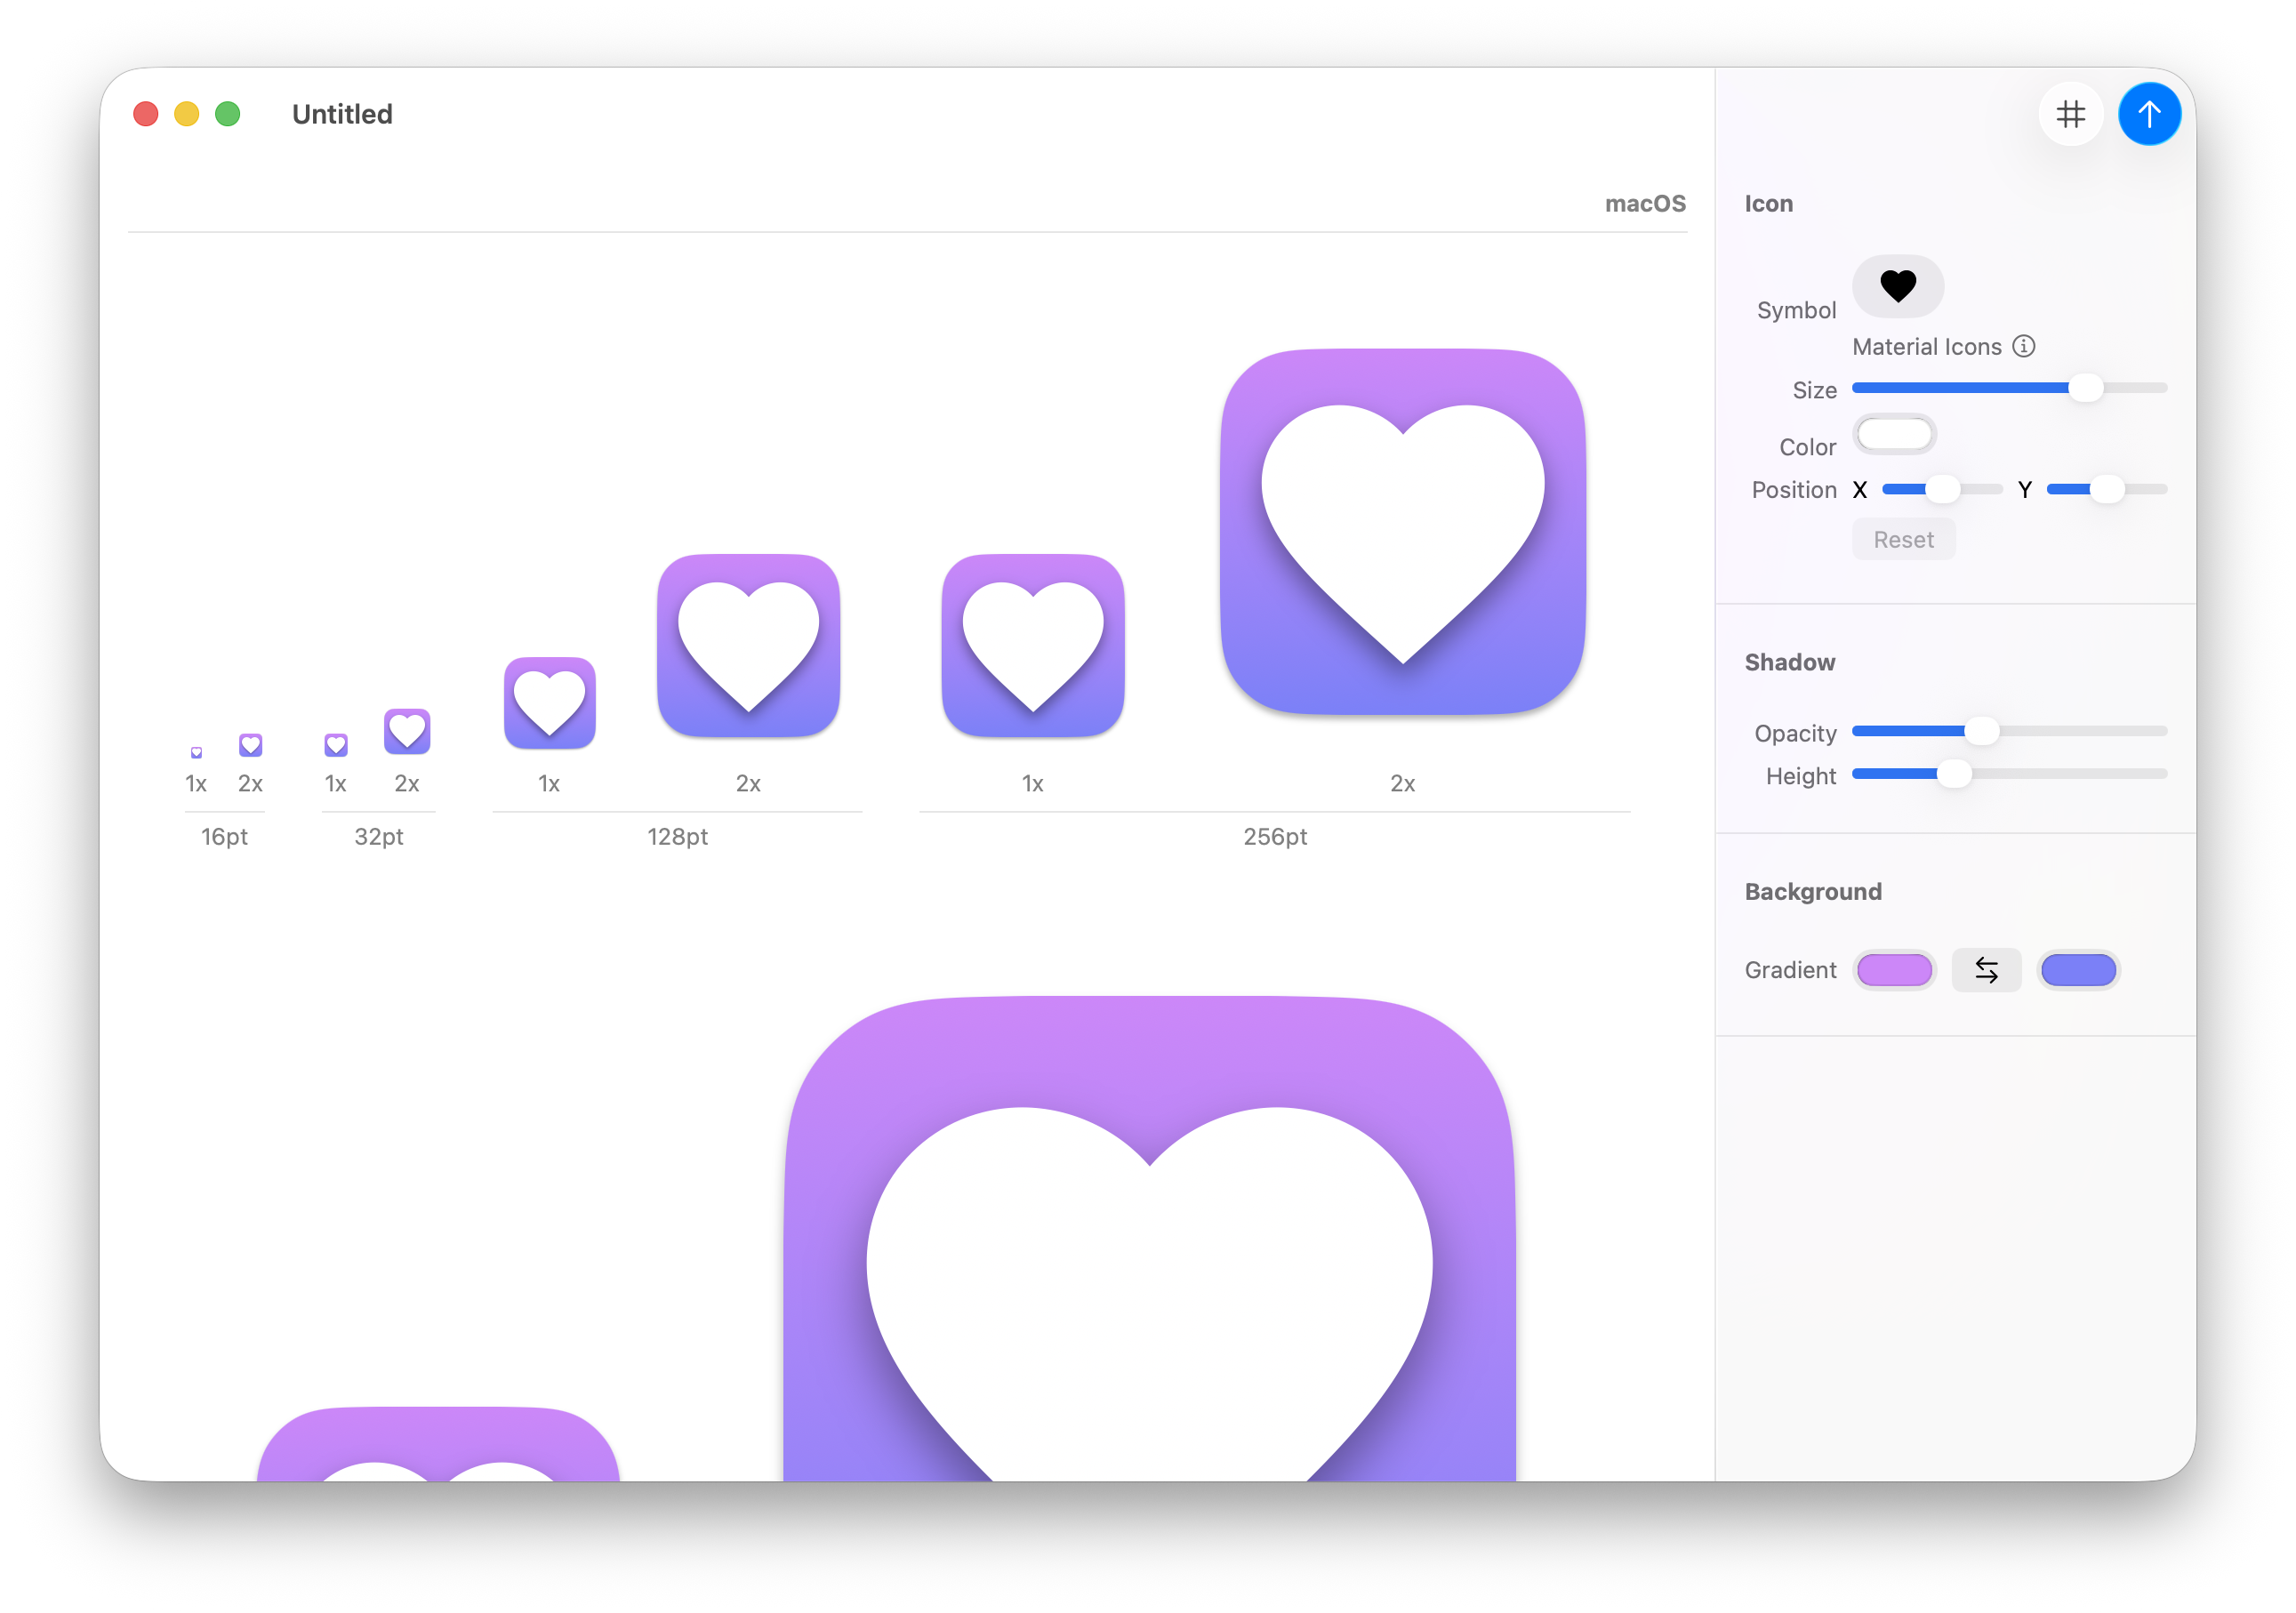 Untitled
macOS
1x 2x 1x 2x 1x 2x 1x 2x
16pt 32pt 128pt 256pt
Icon
Symbol
Material Icons
Size
Color
Position X Y
Reset
Shadow
Opacity
Height
Background
Gradient